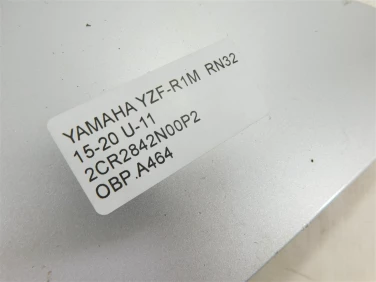 YAMAHA YZF-R1M RN32
15-20 U-11
2CR2842N00P2
OBP.A464